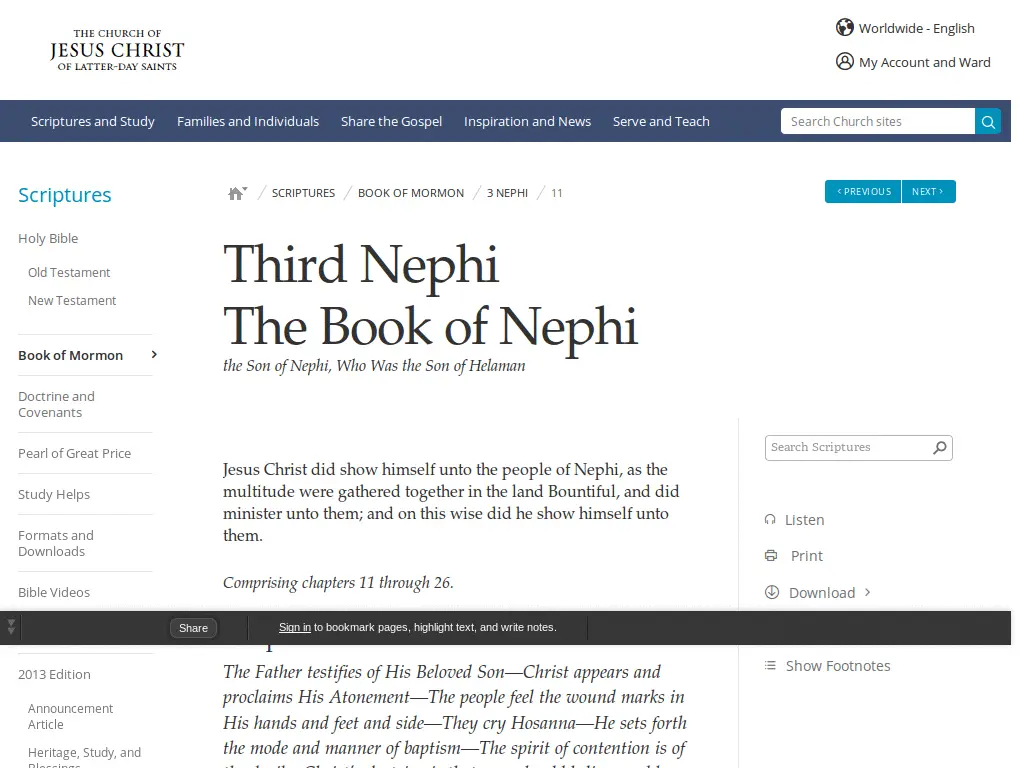 THE CHURCH OF
JESUS CHRIST
OF LATTER-DAY SAINTS
Worldwide - English
My Account and Ward
Scriptures and Study
Families and Individuals
Share the Gospel
Inspiration and News
Serve and Teach
Search Church sites
Scriptures
Holy Bible
Old Testament
New Testament
Book of Mormon
Doctrine and
Covenants
Pearl of Great Price
Study Helps
Formats and
Downloads
Bible Videos
2013 Edition
Announcement
Article
Heritage, Study, and
SCRIPTURES / BOOK OF MORMON / 3 NEPHI / 11
‹ PREVIOUS
NEXT ›
Third Nephi
The Book of Nephi
the Son of Nephi, Who Was the Son of Helaman
Jesus Christ did show himself unto the people of Nephi, as the
multitude were gathered together in the land Bountiful, and did
minister unto them; and on this wise did he show himself unto
them.
Comprising chapters 11 through 26.
Share
Sign in to bookmark pages, highlight text, and write notes.
The Father testifies of His Beloved Son—Christ appears and
proclaims His Atonement—The people feel the wound marks in
His hands and feet and side—They cry Hosanna—He sets forth
the mode and manner of baptism—The spirit of contention is of
Search Scriptures
Listen
Print
Download ›
Show Footnotes